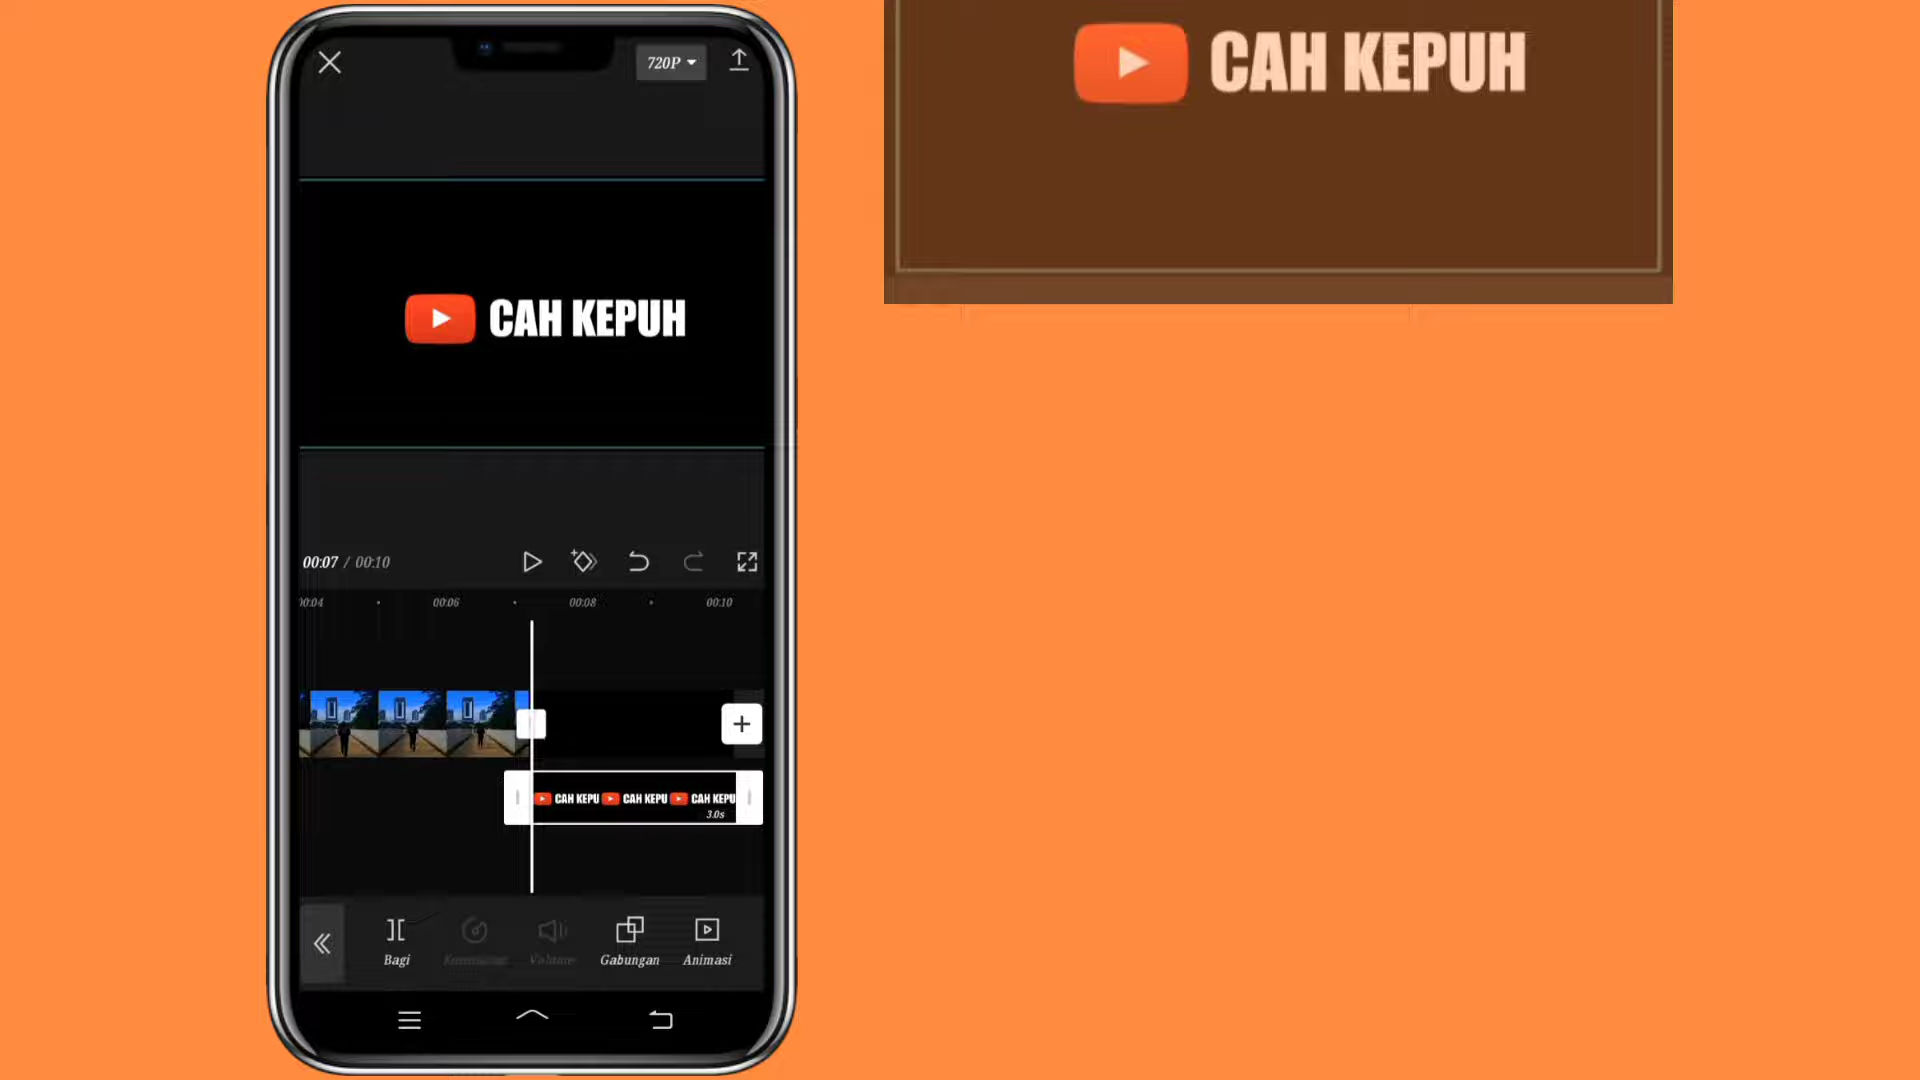 720P
CAH KEPUH
CAH KEPUH
00:07 / 00:10
00:04 00:06 00:08 00:10
CAH KEPU CAH KEPU CAH KEPU
3.0s
Bagi Volume Gabungan Animasi